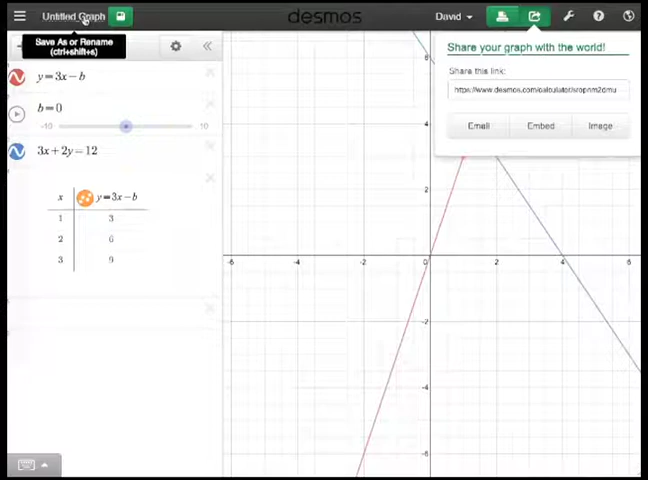 Untitled Graph
desmos
David
Save As or Rename
(ctrl+shift+s)
Share your graph with the world!
Share this link:
Email
Embed
Image
y=3x−b
b=0
-10
10
3x+2y=12
x
y=3x−b
1
3
2
6
3
9
6
4
2
-6
-4
-2
0
2
4
6
-2
-4
-6